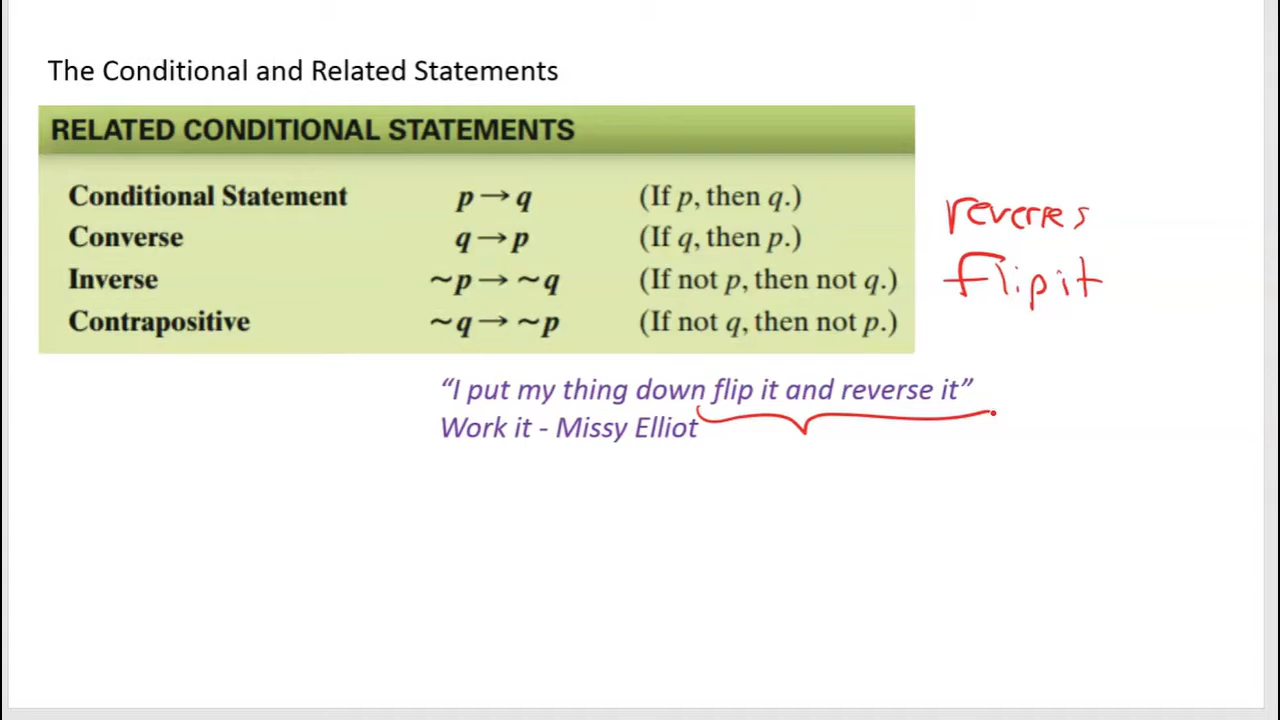 The Conditional and Related Statements
RELATED CONDITIONAL STATEMENTS
Conditional Statement p → q (If p, then q.)
Converse q → p (If q, then p.)
Inverse ~p → ~q (If not p, then not q.)
Contrapositive ~q → ~p (If not q, then not p.)
reverses
flip it
“I put my thing down flip it and reverse it”
Work it - Missy Elliot